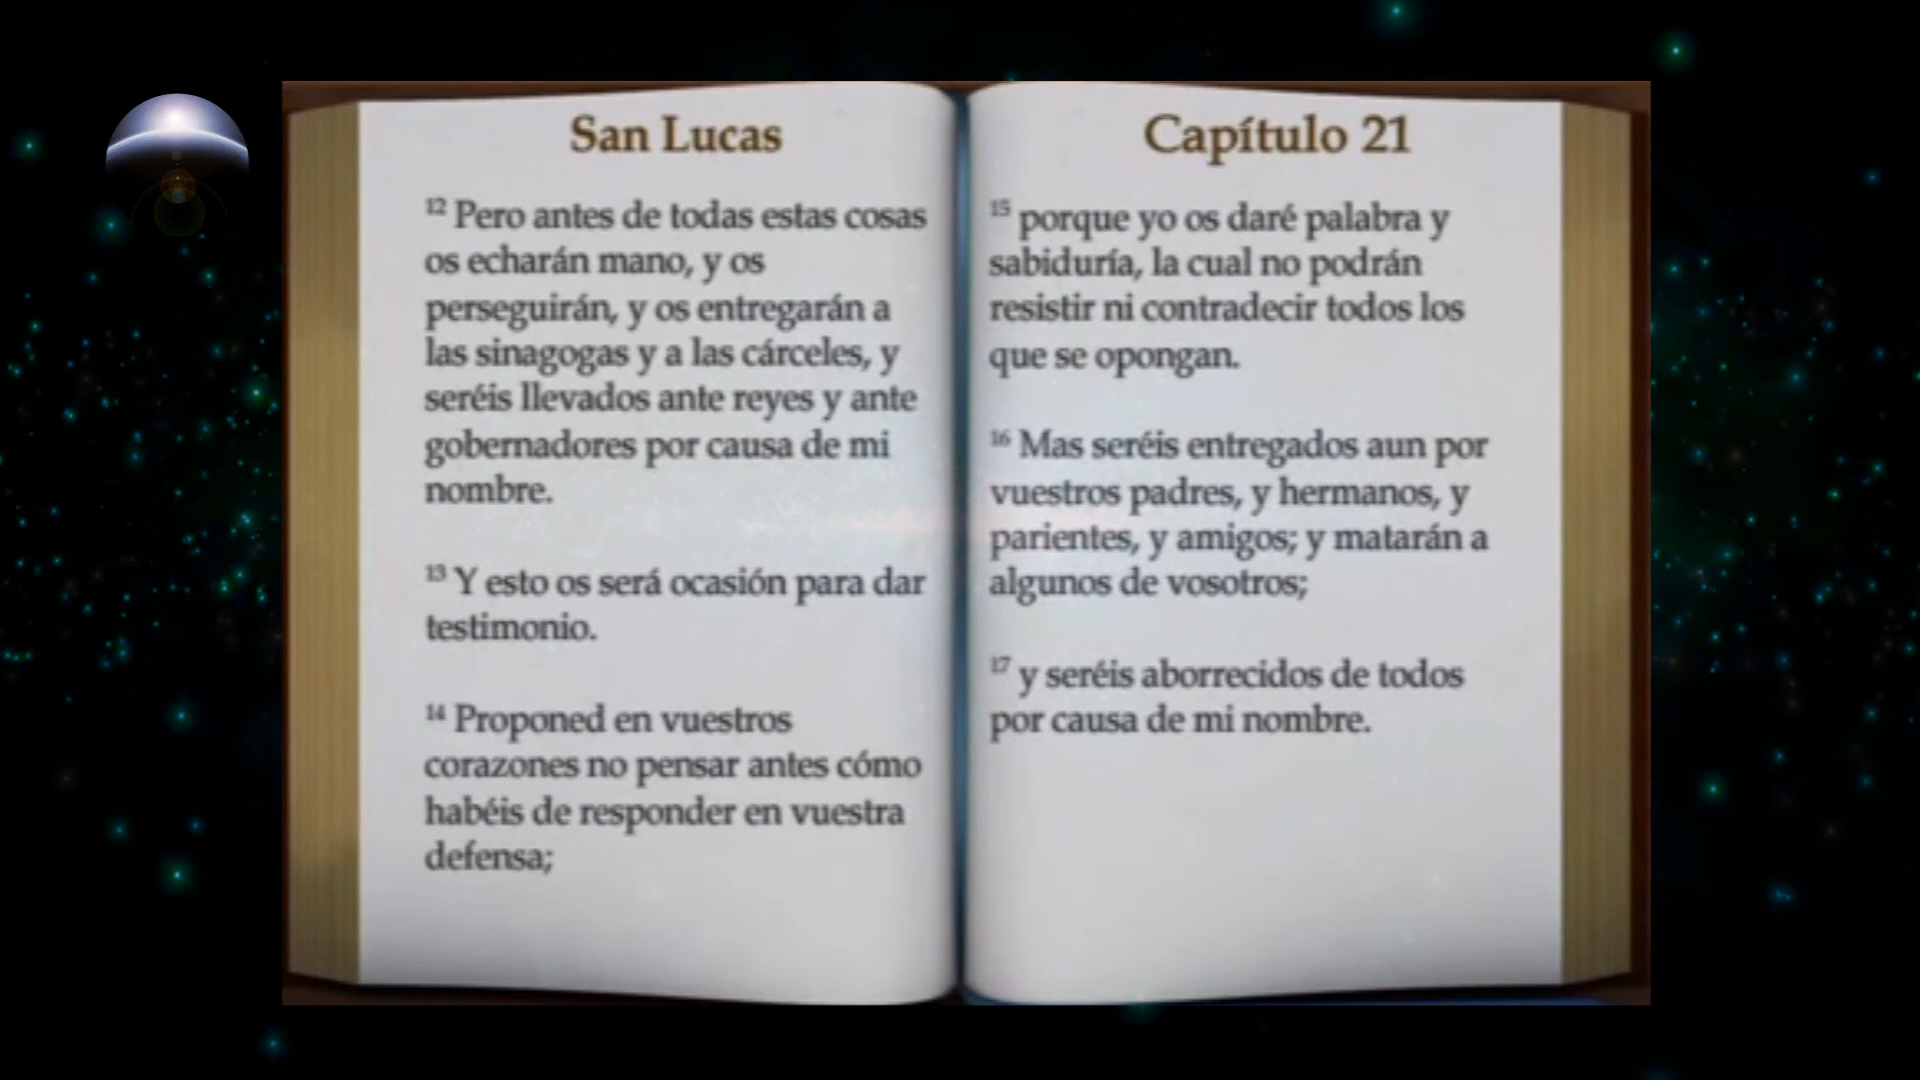 San Lucas
12 Pero antes de todas estas cosas
os echarán mano, y os
perseguirán, y os entregarán a
las sinagogas y a las cárceles, y
seréis llevados ante reyes y ante
gobernadores por causa de mi
nombre.
13 Y esto os será ocasión para dar
testimonio.
14 Proponed en vuestros
corazones no pensar antes cómo
habéis de responder en vuestra
defensa;
Capítulo 21
15 porque yo os daré palabra y
sabiduría, la cual no podrán
resistir ni contradecir todos los
que se opongan.
16 Mas seréis entregados aun por
vuestros padres, y hermanos, y
parientes, y amigos; y matarán a
algunos de vosotros;
17 y seréis aborrecidos de todos
por causa de mi nombre.